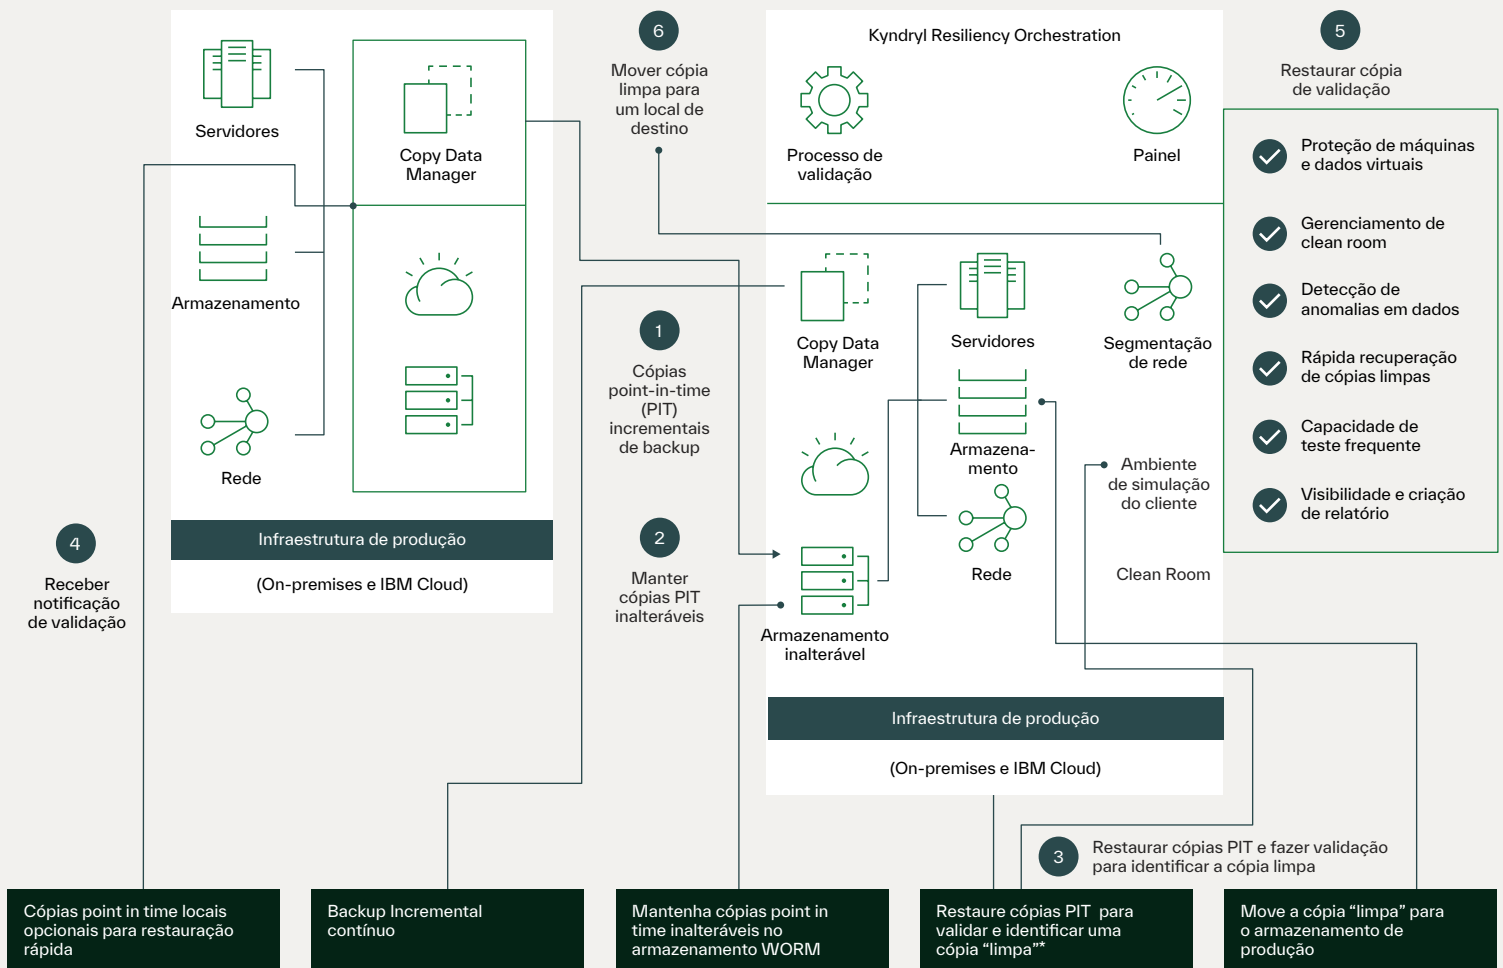 Servidores
Armazenamento
Rede
Copy Data
Manager
Infraestrutura de produção
(On-premises e IBM Cloud)
4
Receber
notificação
de validação
6
Mover cópia
limpa para
um local de
destino
1
Cópias
point-in-time
(PIT)
incrementais
de backup
2
Manter
cópias PIT
inalteráveis
Kyndryl Resiliency Orchestration
Processo de
validação
Painel
Copy Data
Manager
Servidores
Segmentação
de rede
Armazena-
mento
Ambiente
de simulação
do cliente
Rede
Clean Room
Armazenamento
inalterável
Infraestrutura de produção
(On-premises e IBM Cloud)
5
Restaurar cópia
de validação
Proteção de máquinas
e dados virtuais
Gerenciamento de
clean room
Detecção de
anomalias em dados
Rápida recuperação
de cópias limpas
Capacidade de
teste frequente
Visibilidade e criação
de relatório
3
Restaurar cópias PIT e fazer validação
para identificar a cópia limpa
Cópias point in time locais
opcionais para restauração
rápida
Backup Incremental
contínuo
Mantenha cópias point in
time inalteráveis no
armazenamento WORM
Restaure cópias PIT para
validar e identificar uma
cópia “limpa”*
Move a cópia “limpa” para
o armazenamento de
produção